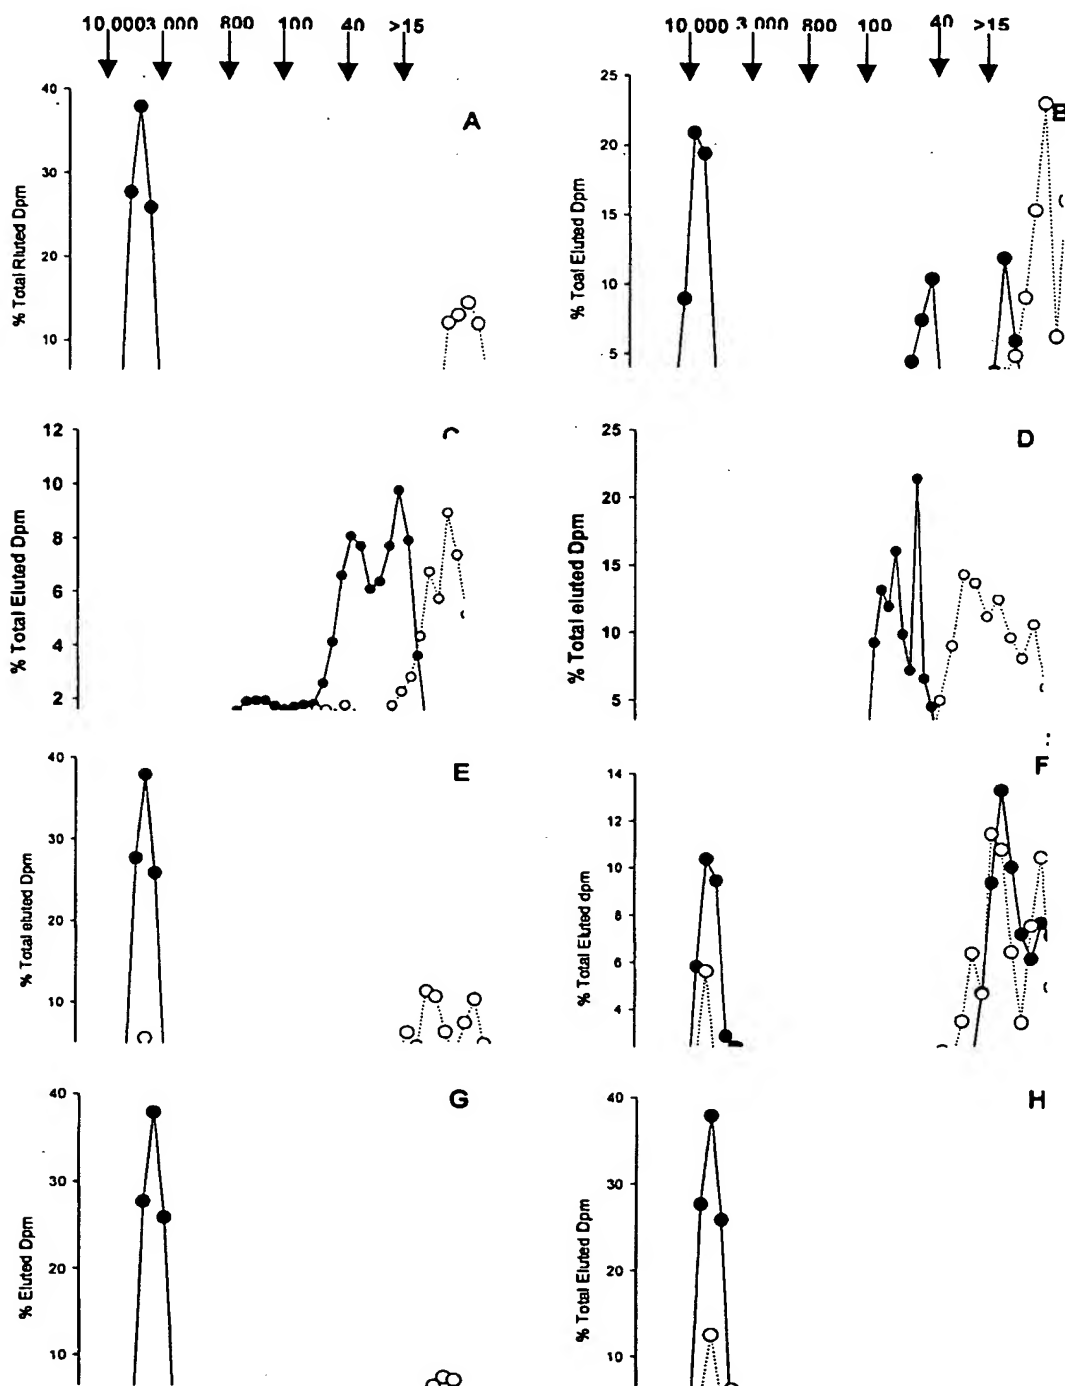 10,000 3,000 800 100 40 >15
10,000 3,000 800 100 40 >15
A
40
30
20
10
% Total Rluted Dpm
B
25
20
15
10
5
% Toal Eluted Dpm
C
12
10
8
6
4
2
% Total Eluted Dpm
D
25
20
15
10
5
% Total eluted Dpm
E
40
30
20
10
% Total eluted Dpm
F
14
12
10
8
6
4
% Total Eluted dpm
G
40
30
20
10
% Eluted Dpm
H
40
30
20
10
% Total Eluted Dpm